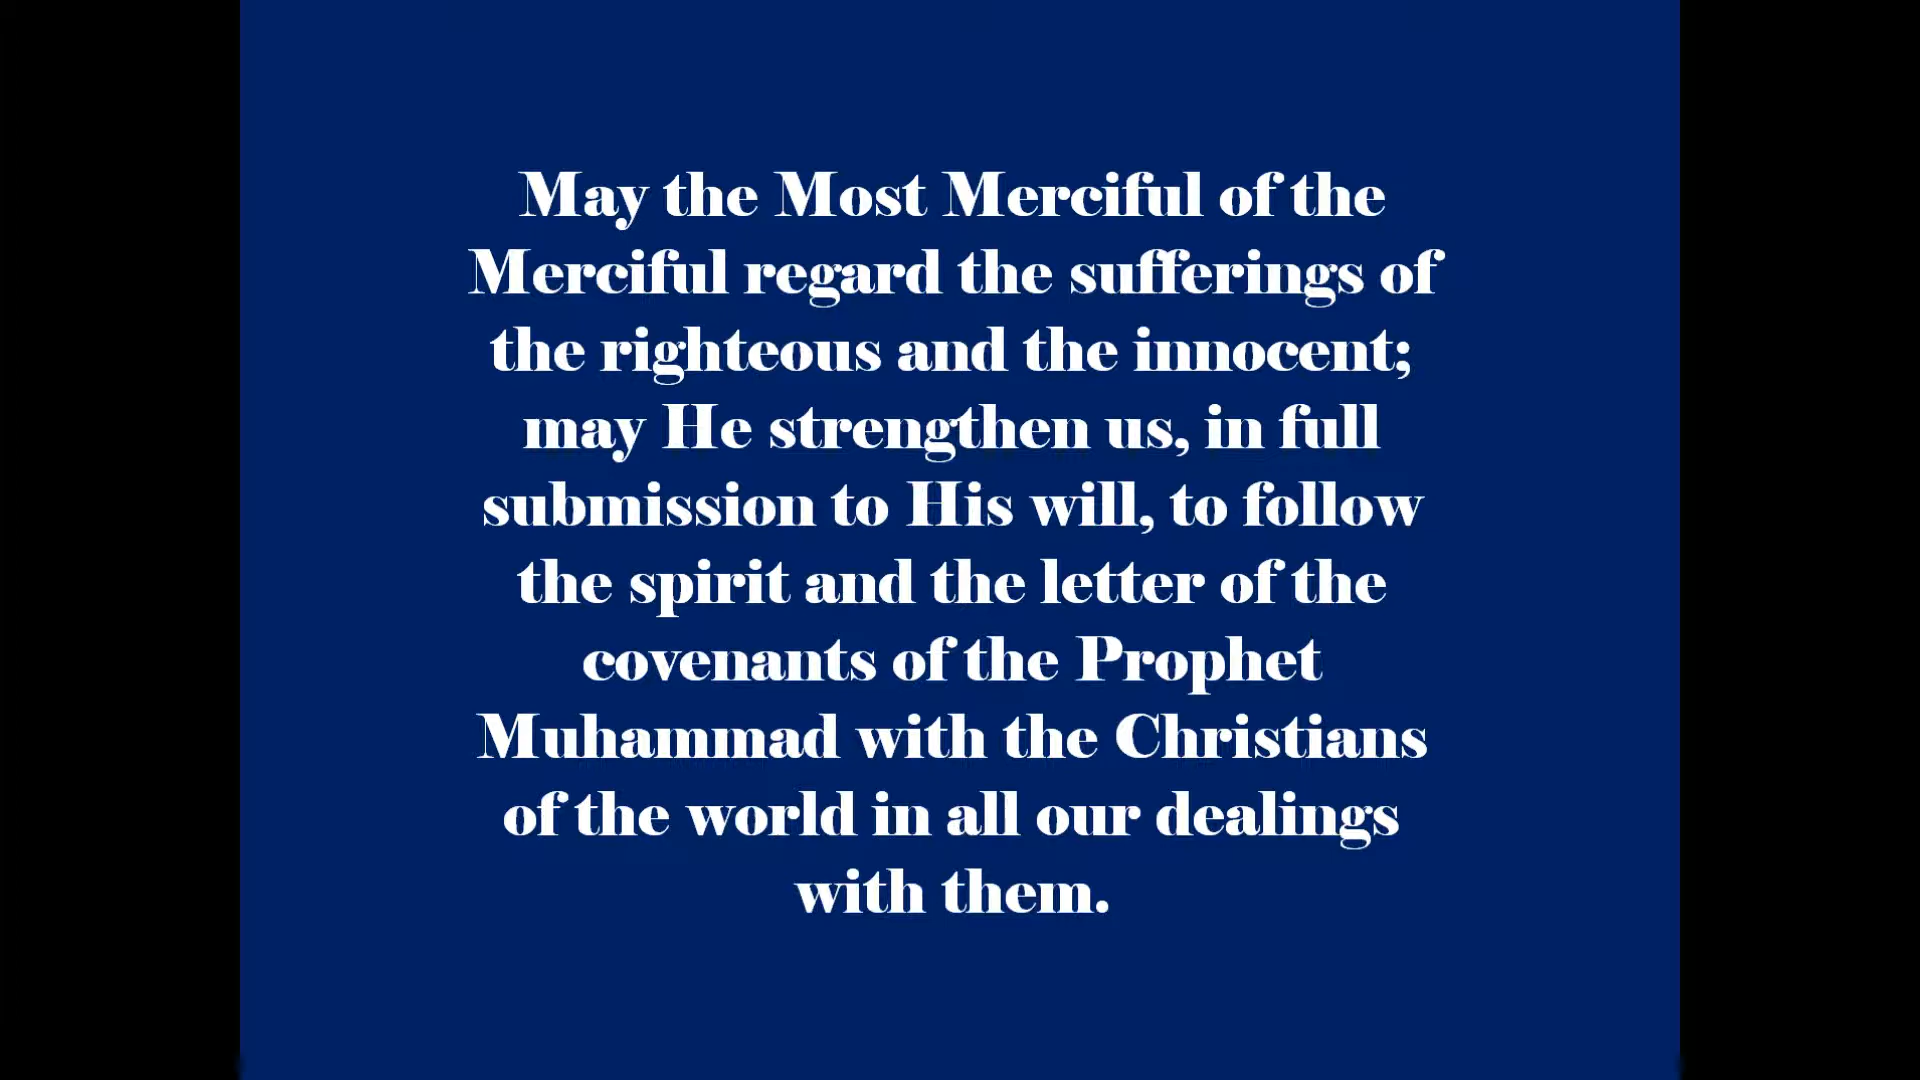 May the Most Merciful of the
Merciful regard the sufferings of
the righteous and the innocent;
may He strengthen us, in full
submission to His will, to follow
the spirit and the letter of the
covenants of the Prophet
Muhammad with the Christians
of the world in all our dealings
with them.